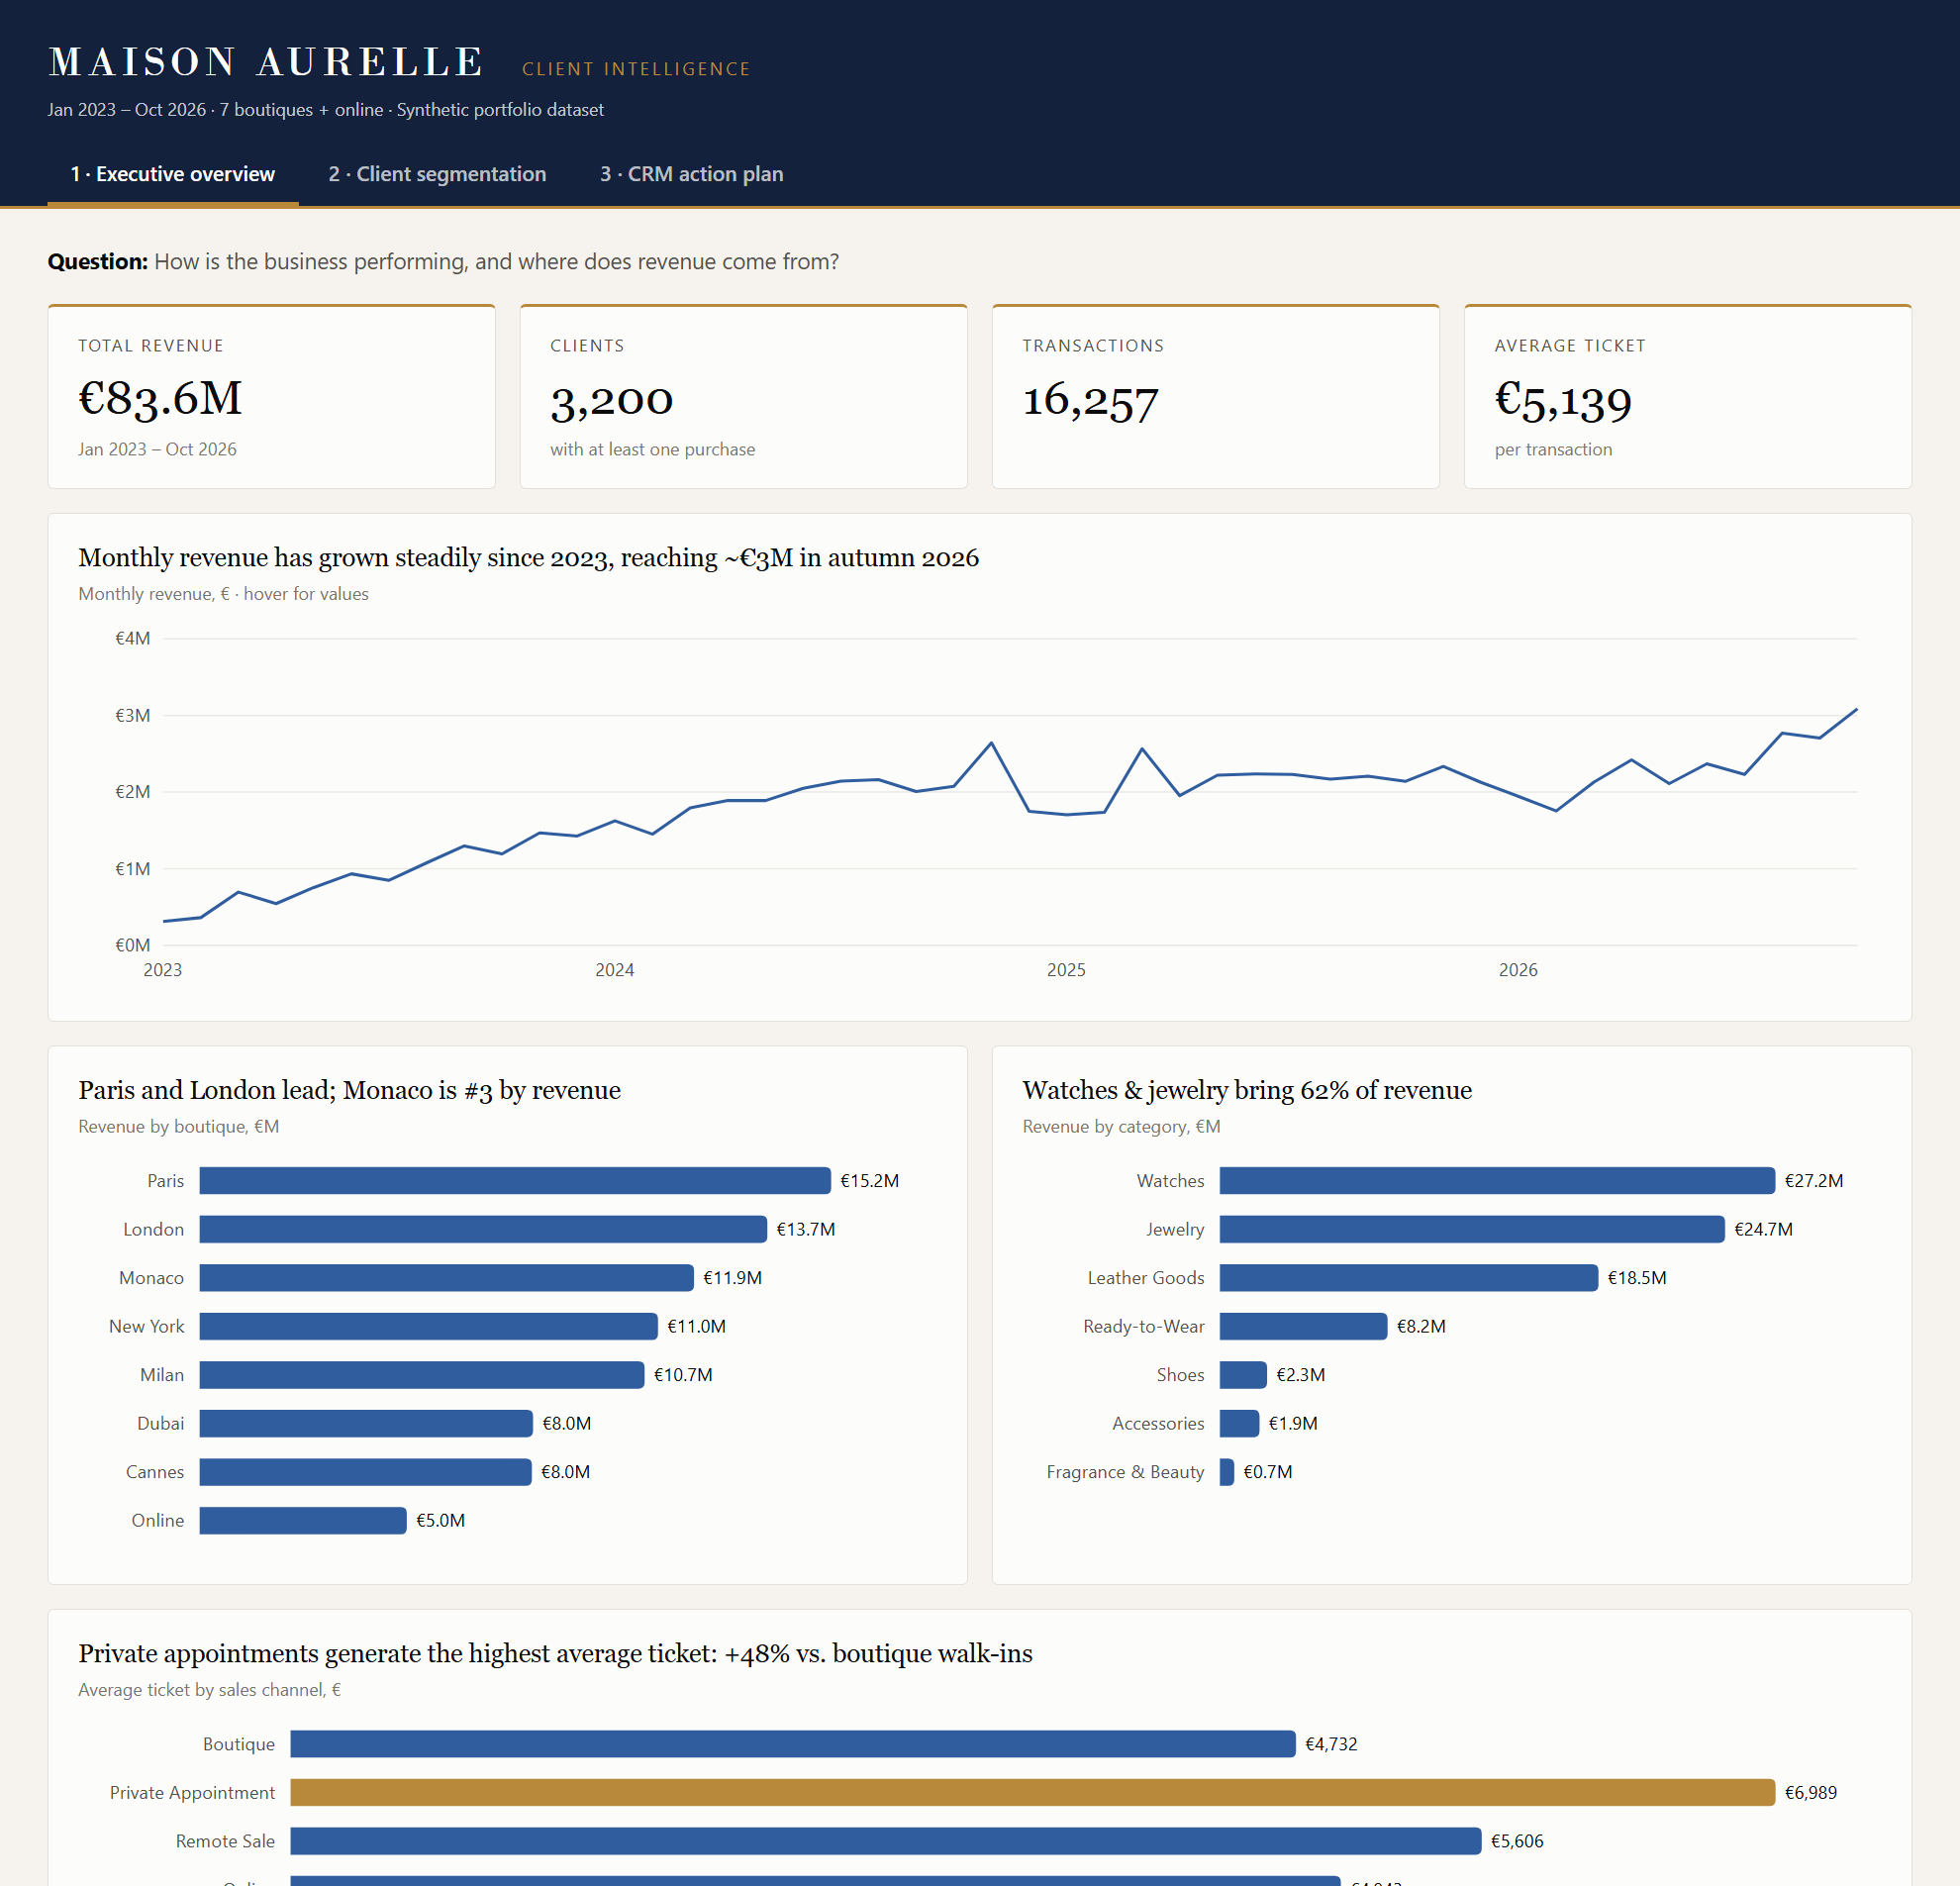 MAISON AURELLE CLIENT INTELLIGENCE
Jan 2023 – Oct 2026 · 7 boutiques + online · Synthetic portfolio dataset
1 · Executive overview
2 · Client segmentation
3 · CRM action plan
Question: How is the business performing, and where does revenue come from?
TOTAL REVENUE
€83.6M
Jan 2023 – Oct 2026
CLIENTS
3,200
with at least one purchase
TRANSACTIONS
16,257
AVERAGE TICKET
€5,139
per transaction
Monthly revenue has grown steadily since 2023, reaching ~€3M in autumn 2026
Monthly revenue, € · hover for values
€4M
€3M
€2M
€1M
€0M
2023 2024 2025 2026
Paris and London lead; Monaco is #3 by revenue
Revenue by boutique, €M
Paris €15.2M
London €13.7M
Monaco €11.9M
New York €11.0M
Milan €10.7M
Dubai €8.0M
Cannes €8.0M
Online €5.0M
Watches & jewelry bring 62% of revenue
Revenue by category, €M
Watches €27.2M
Jewelry €24.7M
Leather Goods €18.5M
Ready-to-Wear €8.2M
Shoes €2.3M
Accessories €1.9M
Fragrance & Beauty €0.7M
Private appointments generate the highest average ticket: +48% vs. boutique walk-ins
Average ticket by sales channel, €
Boutique €4,732
Private Appointment €6,989
Remote Sale €5,606